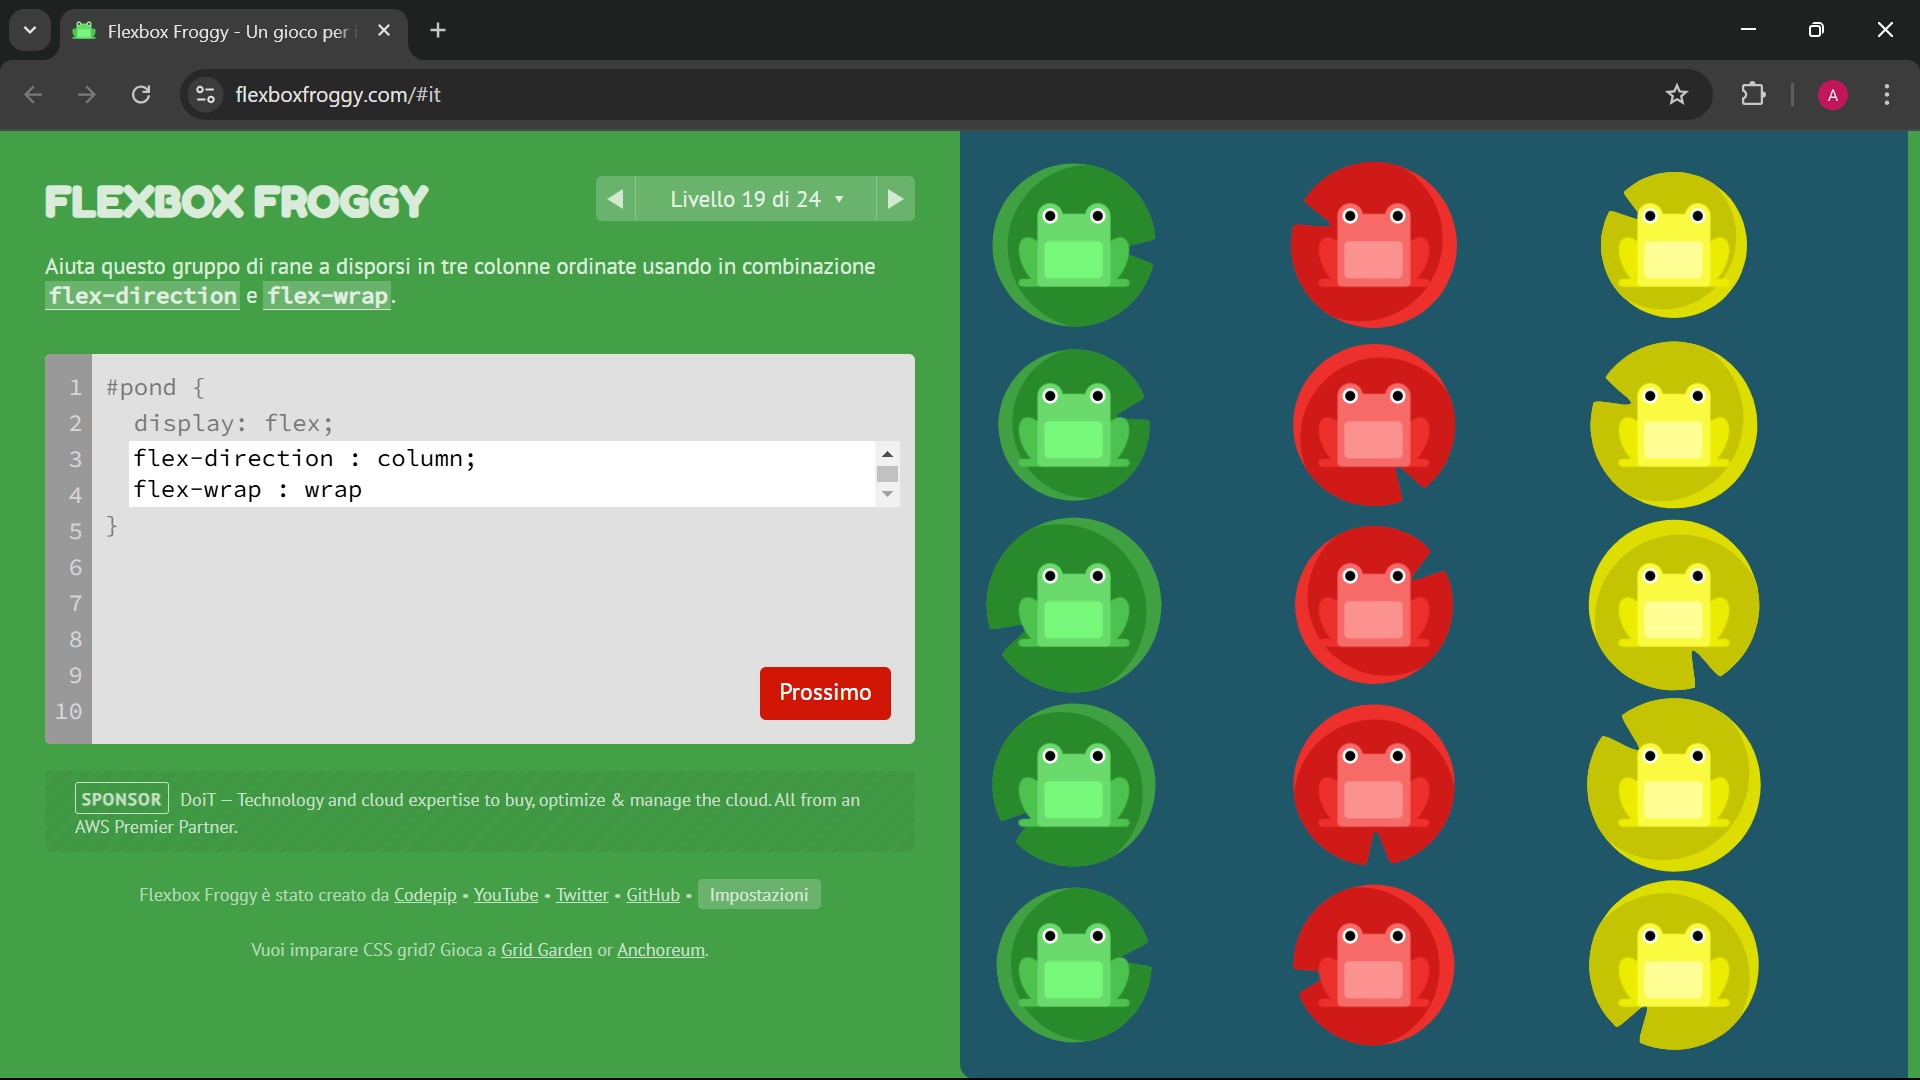 Flexbox Froggy - Un gioco per
flexboxfroggy.com/#it
A
FLEXBOX FROGGY
Livello 19 di 24
Aiuta questo gruppo di rane a disporsi in tre colonne ordinate usando in combinazione
flex-direction e flex-wrap.
1 #pond {
2 display: flex;
3 flex-direction : column;
4 flex-wrap : wrap
5 }
6
7
8
9
10
Prossimo
SPONSOR DoiT — Technology and cloud expertise to buy, optimize & manage the cloud. All from an
AWS Premier Partner.
Flexbox Froggy è stato creato da Codepip • YouTube • Twitter • GitHub • Impostazioni
Vuoi imparare CSS grid? Gioca a Grid Garden or Anchoreum.